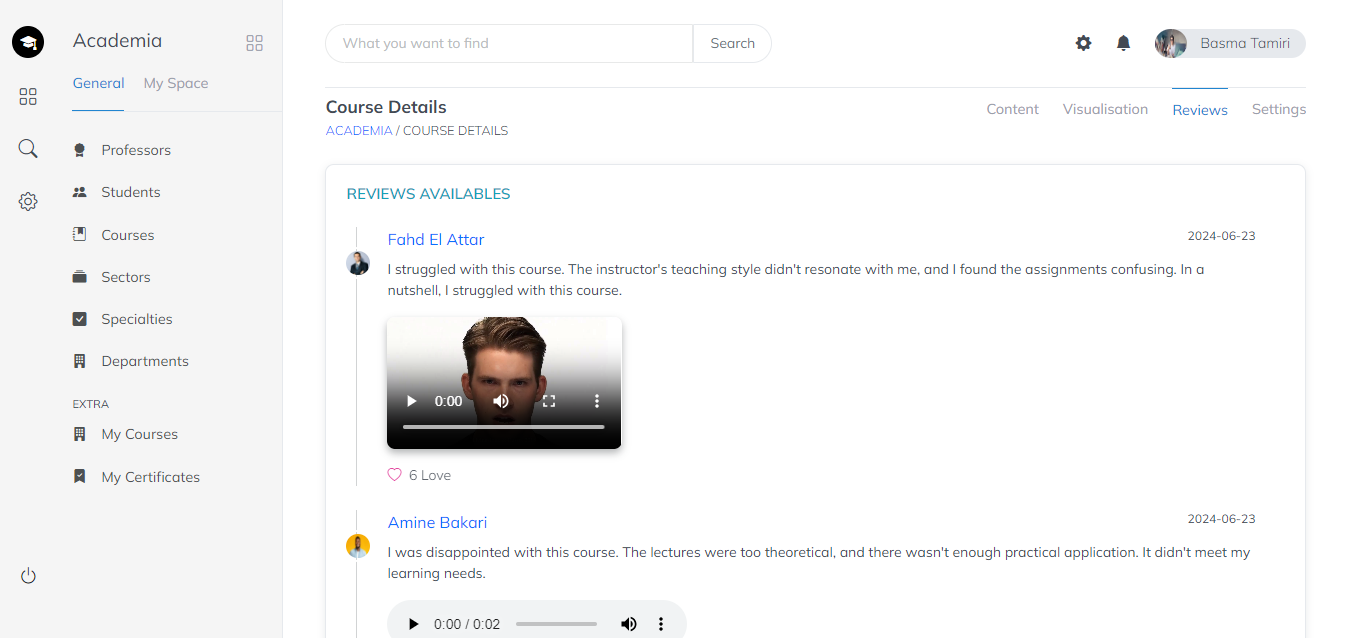 Academia
General My Space
Professors
Students
Courses
Sectors
Specialties
Departments
EXTRA
My Courses
My Certificates
What you want to find Search
Basma Tamiri
Course Details
ACADEMIA / COURSE DETAILS
Content Visualisation Reviews Settings
REVIEWS AVAILABLES
Fahd El Attar 2024-06-23
I struggled with this course. The instructor's teaching style didn't resonate with me, and I found the assignments confusing. In a
nutshell, I struggled with this course.
0:00
6 Love
Amine Bakari 2024-06-23
I was disappointed with this course. The lectures were too theoretical, and there wasn't enough practical application. It didn't meet my
learning needs.
0:00 / 0:02